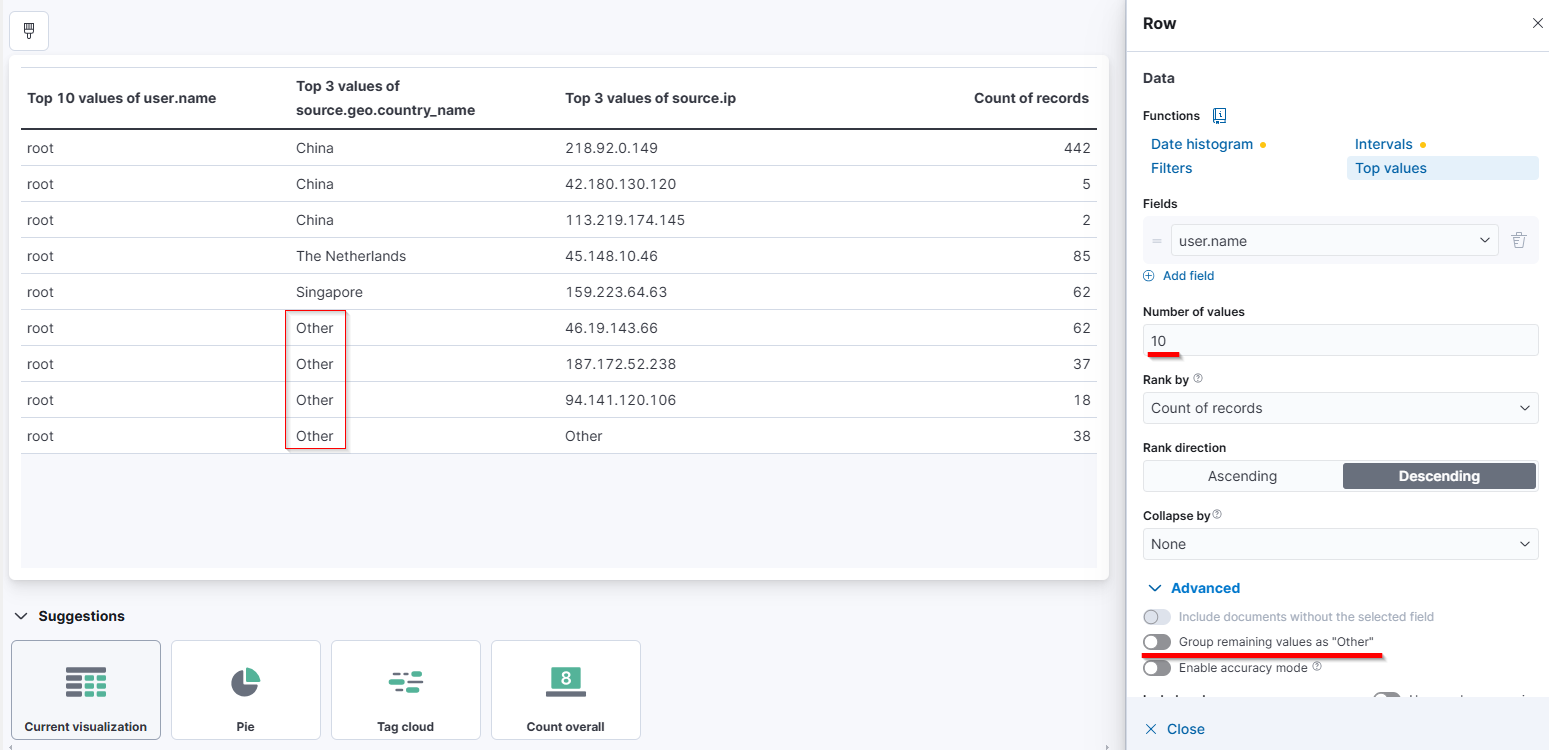 Top 10 values of user.name
Top 3 values of
source.geo.country_name
Top 3 values of source.ip
Count of records
root China 218.92.0.149 442
root China 42.180.130.120 5
root China 113.219.174.145 2
root The Netherlands 45.148.10.46 85
root Singapore 159.223.64.63 62
root Other 46.19.143.66 62
root Other 187.172.52.238 37
root Other 94.141.120.106 18
root Other Other 38
Suggestions
Current visualization
Pie
Tag cloud
8
Count overall
Row
Data
Functions
Date histogram Intervals
Filters Top values
Fields
user.name
Add field
Number of values
10
Rank by
Count of records
Rank direction
Ascending Descending
Collapse by
None
Advanced
Include documents without the selected field
Group remaining values as "Other"
Enable accuracy mode
Close